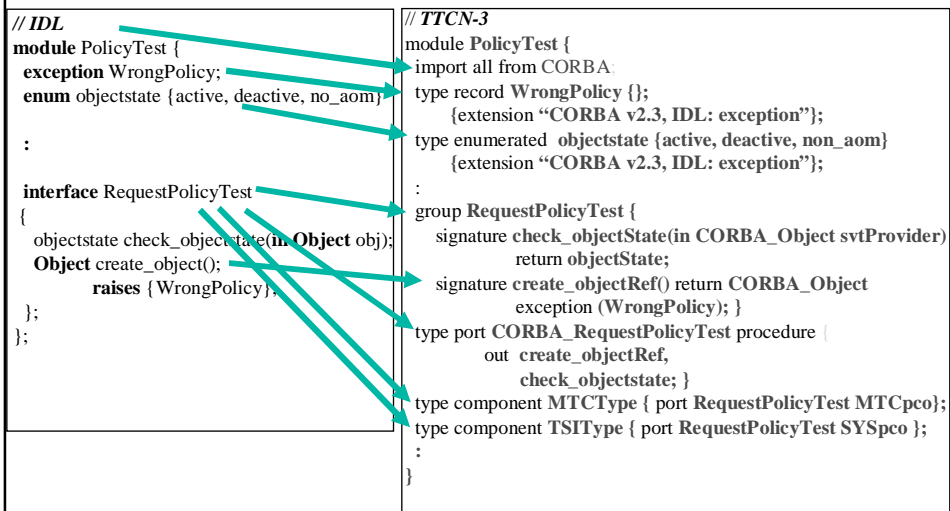 // IDL
module PolicyTest {
exception WrongPolicy;
enum objectstate {active, deactive, no_aom}
:
interface RequestPolicyTest
{
objectstate check_objectstate(in Object obj);
Object create_object();
raises {WrongPolicy};
};
};
// TTCN-3
module PolicyTest {
import all from CORBA;
type record WrongPolicy {};
{extension “CORBA v2.3, IDL: exception”};
type enumerated objectstate {active, deactive, non_aom}
{extension “CORBA v2.3, IDL: exception”};
:
group RequestPolicyTest {
signature check_objectState(in CORBA_Object svtProvider)
return objectState;
signature create_objectRef() return CORBA_Object
exception (WrongPolicy); }
type port CORBA_RequestPolicyTest procedure {
out create_objectRef,
check_objectstate; }
type component MTCType { port RequestPolicyTest MTCpco};
type component TSIType { port RequestPolicyTest SYSpco };
:
}